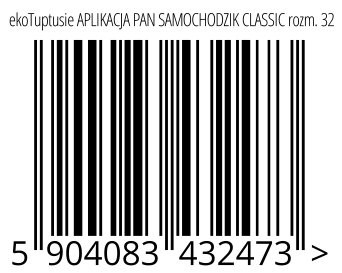 ekoTuptusie APLIKACJA PAN SAMOCHODZIK CLASSIC rozm. 32
5 904083 432473 >